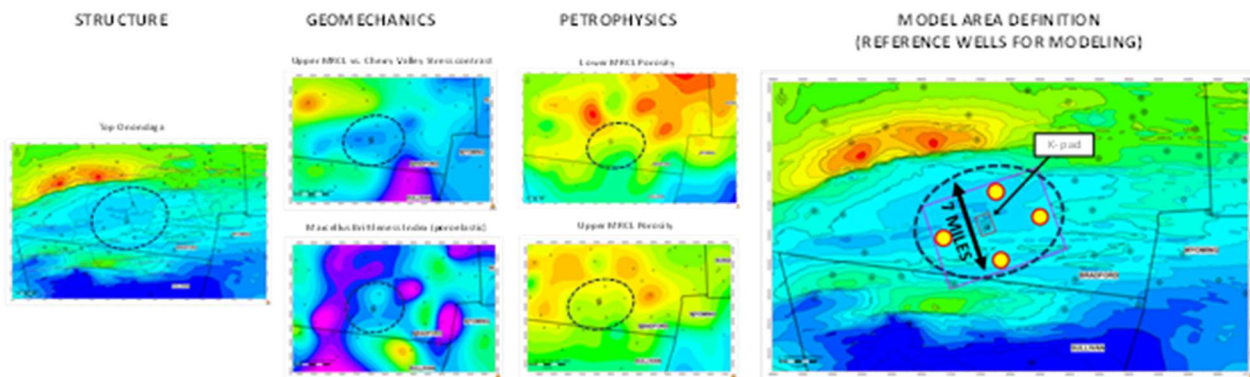 STRUCTURE
GEOMECHANICS
PETROPHYSICS
MODEL AREA DEFINITION
(REFERENCE WELLS FOR MODELING)
Top Onondaga
Upper MRCL vs. Cherry Valley Stress contrast
Lower MRCL Porosity
Marcellus Brittleness Index (poroelastic)
Upper MRCL Porosity
K-pad
7 MILES
WYOMING
BRADFORD
SULLIVAN